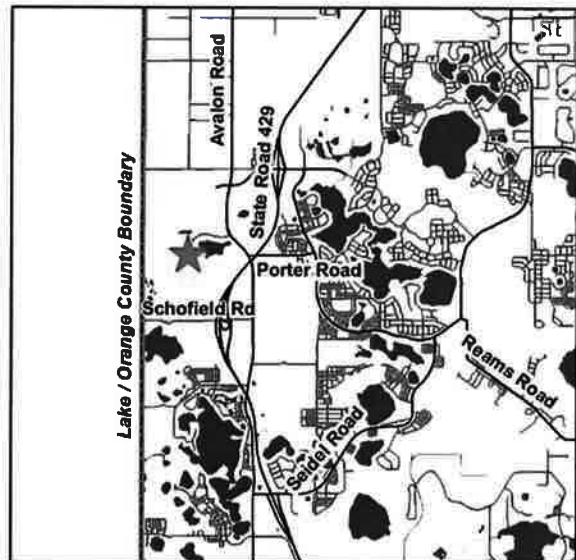 Avalon Road
State Road 429
Lake / Orange County Boundary
Porter Road
Schofield Rd
Reams Road
Seidel Road